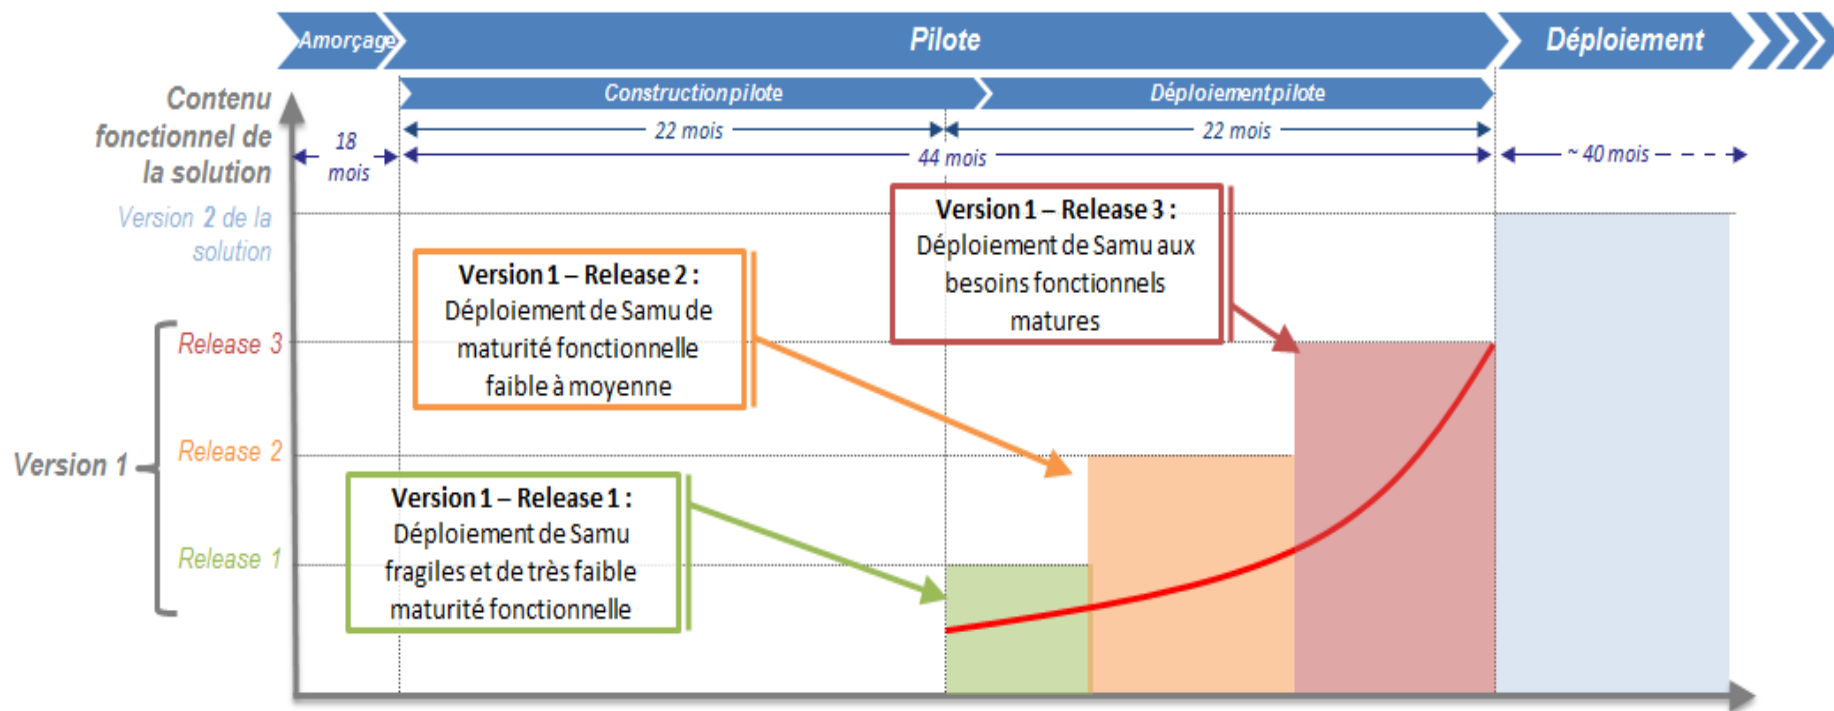 Amorçage
Pilote
Déploiement
Construction pilote
Déploiement pilote
Contenu
fonctionnel de
la solution
18
mois
22 mois
22 mois
44 mois
~ 40 mois
Version 2 de la
solution
Version 1 – Release 3 :
Déploiement de Samu aux
besoins fonctionnels
matures
Version 1 – Release 2 :
Déploiement de Samu de
maturité fonctionnelle
faible à moyenne
Release 3
Release 2
Version 1
Version 1 – Release 1 :
Déploiement de Samu
fragiles et de très faible
maturité fonctionnelle
Release 1